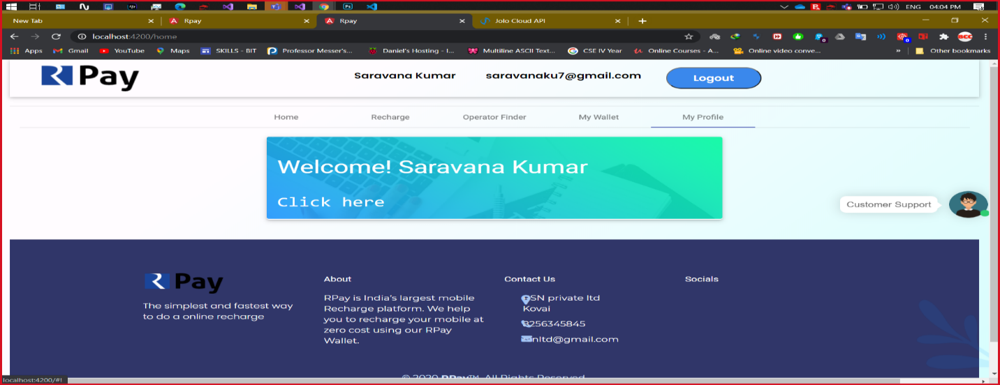 ENG 04:04 PM
New Tab Rpay Rpay Jolo Cloud API
localhost:4200/home
Apps Gmail YouTube Maps SKILLS - BIT Professor Messer's... Daniel's Hosting - I... Multiline ASCII Text... CSE IV Year Online Courses - A... Online video conve... » Other bookmarks
R Pay Saravana Kumar saravanaku7@gmail.com Logout
Home Recharge Operator Finder My Wallet My Profile
Welcome! Saravana Kumar
Click here
Customer Support
R Pay
The simplest and fastest way
to do a online recharge
About
RPay is India's largest mobile
Recharge platform. We help
you to recharge your mobile at
zero cost using our RPay
Wallet.
Contact Us
SN private ltd
Kovai
256345845
nltd@gmail.com
Socials
© 2020 RPay™. All Rights Reserved
localhost:4200/#!